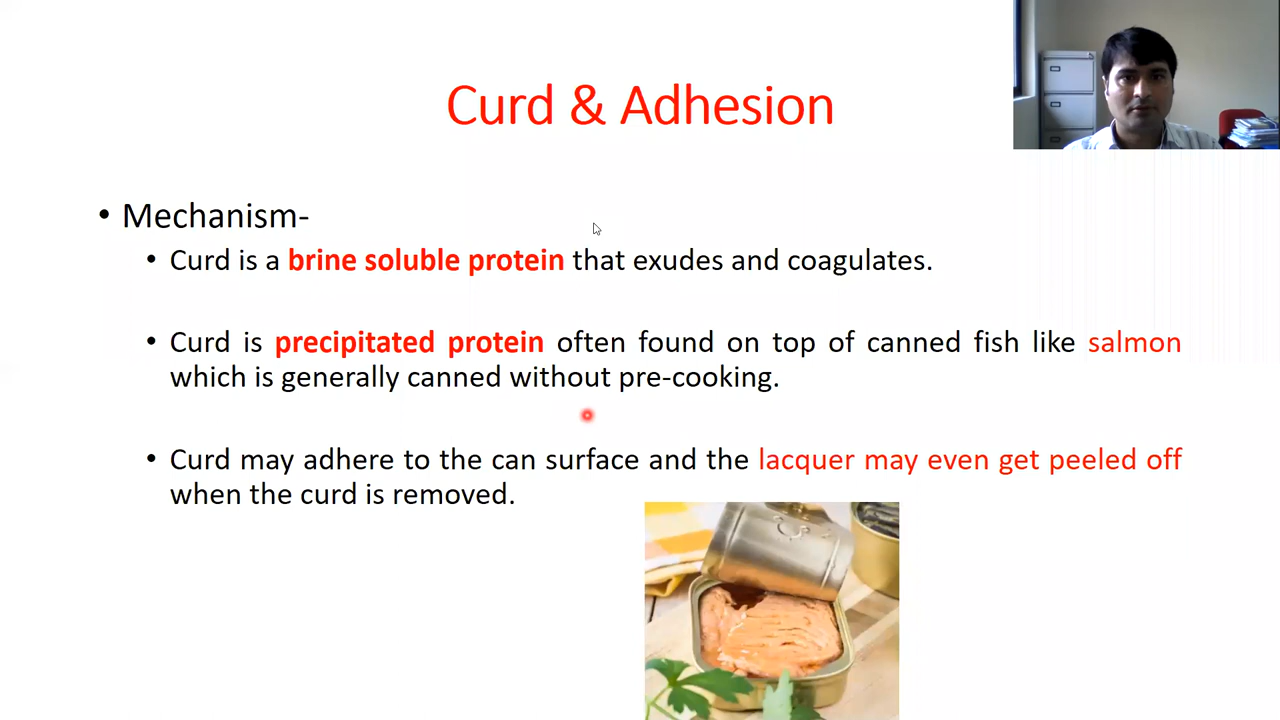 Curd & Adhesion
• Mechanism-
• Curd is a brine soluble protein that exudes and coagulates.
• Curd is precipitated protein often found on top of canned fish like salmon
which is generally canned without pre-cooking.
• Curd may adhere to the can surface and the lacquer may even get peeled off
when the curd is removed.